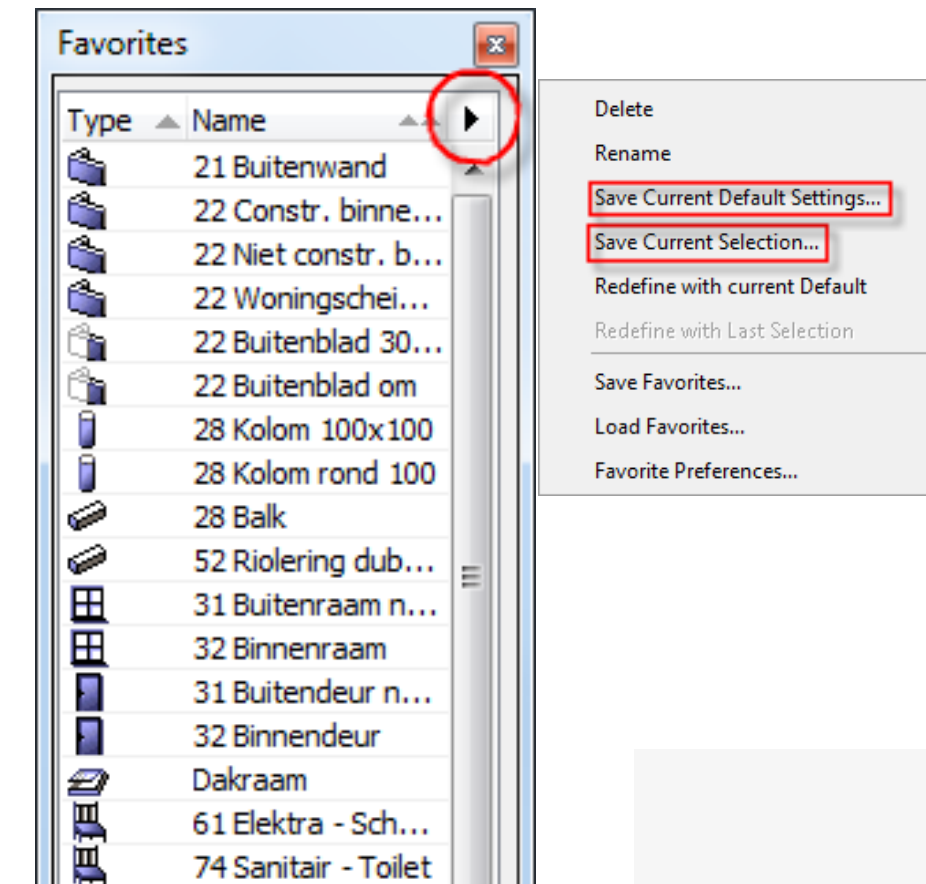 Favorites
Type Name
21 Buitenwand
22 Constr. binne...
22 Niet constr. b...
22 Woningschei...
22 Buitenblad 30...
22 Buitenblad om
28 Kolom 100x100
28 Kolom rond 100
28 Balk
52 Riolering dub...
31 Buitenraam n...
32 Binnenraam
31 Buitendeur n...
32 Binnendeur
Dakraam
61 Elektra - Sch...
74 Sanitair - Toilet
Delete
Rename
Save Current Default Settings...
Save Current Selection...
Redefine with current Default
Redefine with Last Selection
Save Favorites...
Load Favorites...
Favorite Preferences...